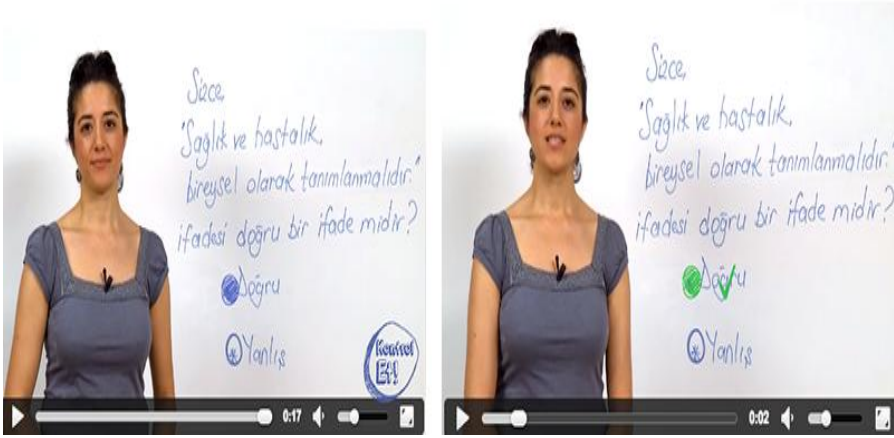 Sizce,
"Sağlık ve hastalık,
bireysel olarak tanımlanmalıdır."
ifadesi doğru bir ifade midir?
Doğru
Yanlış
Kontrol
Et!
0:17
Sizce,
"Sağlık ve hastalık,
bireysel olarak tanımlanmalıdır."
ifadesi doğru bir ifade midir?
Doğru
Yanlış
0:02